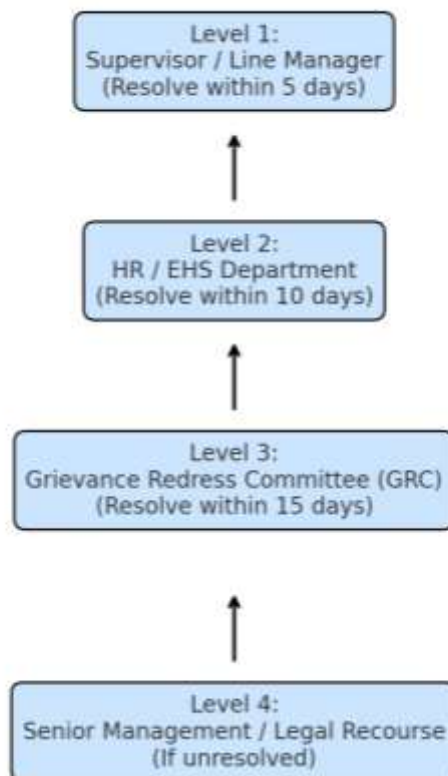 Level 1:
Supervisor / Line Manager
(Resolve within 5 days)
Level 2:
HR / EHS Department
(Resolve within 10 days)
Level 3:
Grievance Redress Committee (GRC)
(Resolve within 15 days)
Level 4:
Senior Management / Legal Recourse
(If unresolved)